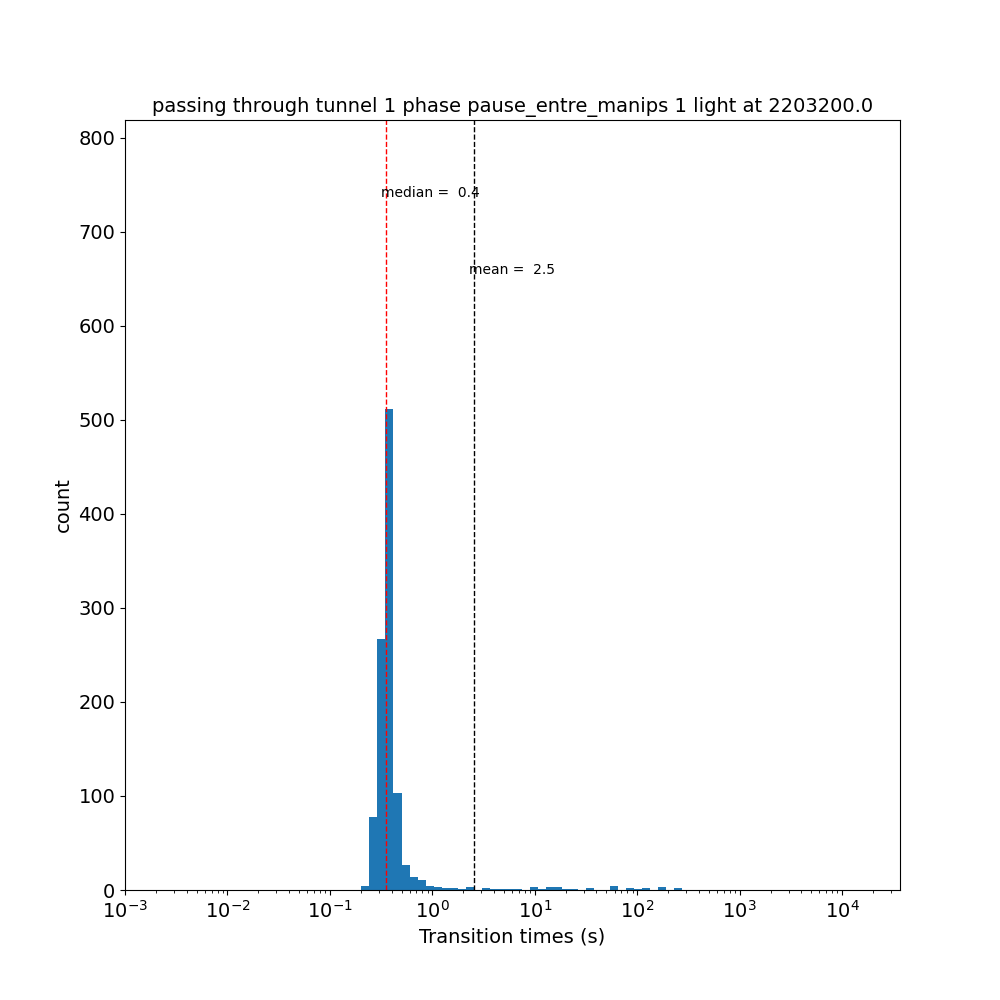 passing through tunnel 1 phase pause_entre_manips 1 light at 2203200.0
800
median =  0.4
700
mean =  2.5
600
500
400
300
200
100
0
count
10⁻³ 10⁻² 10⁻¹ 10⁰ 10¹ 10² 10³ 10⁴
Transition times (s)